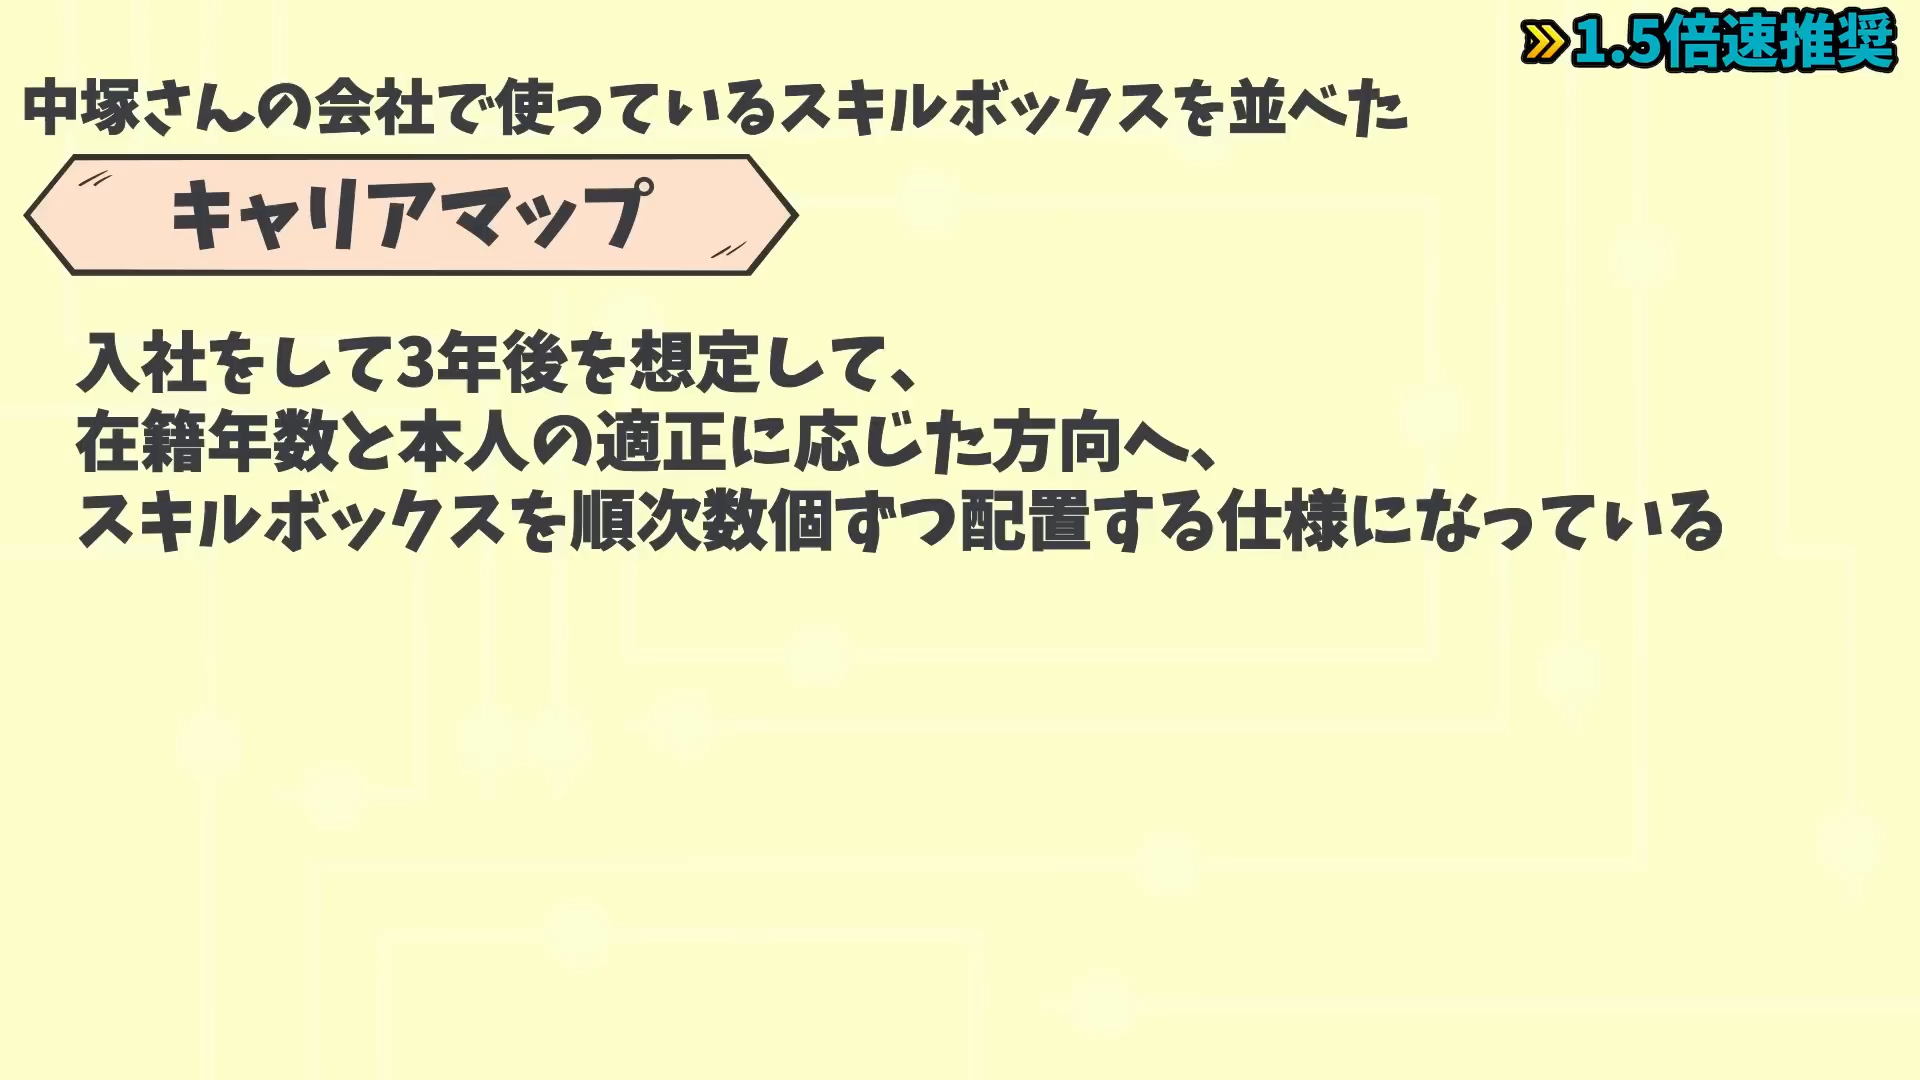 1.5倍速推奨
中塚さんの会社で使っているスキルボックスを並べた
キャリアマップ
入社をして3年後を想定して、
在籍年数と本人の適正に応じた方向へ、
スキルボックスを順次数個ずつ配置する仕様になっている